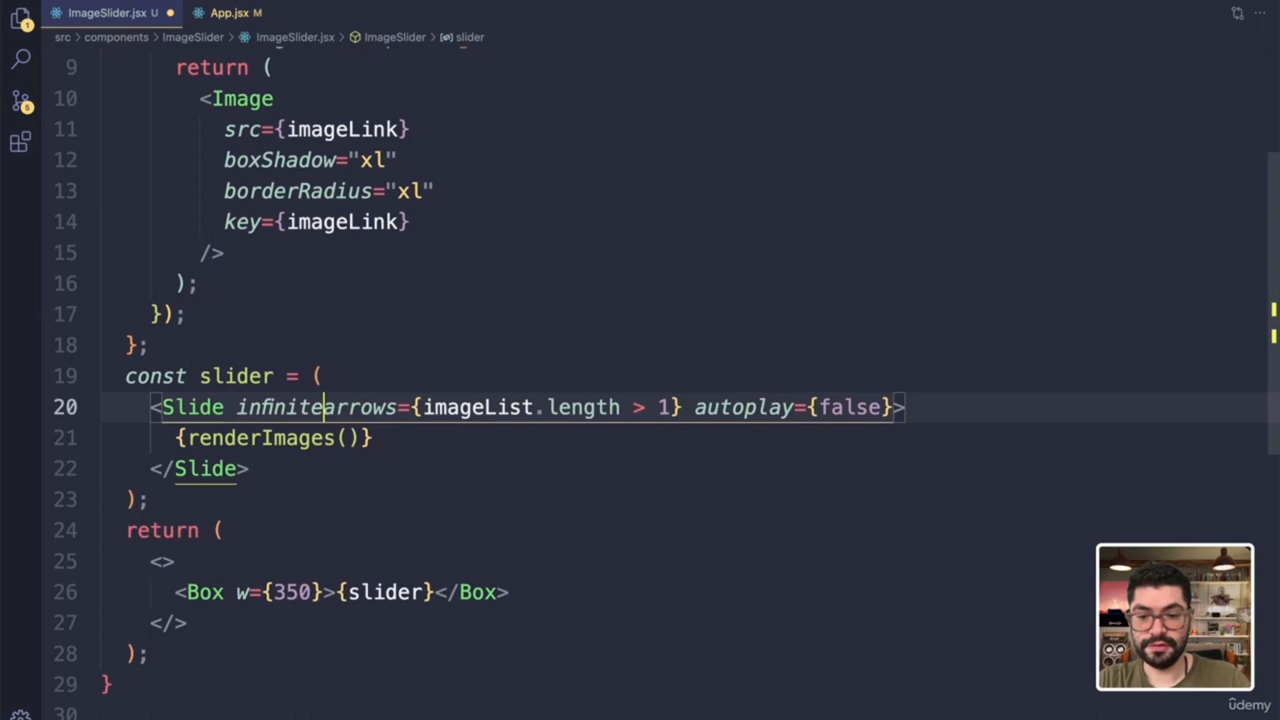 ImageSlider.jsx U
App.jsx M
src components ImageSlider ImageSlider.jsx ImageSlider slider
9 return (
10 <Image
11 src={imageLink}
12 boxShadow="xl"
13 borderRadius="xl"
14 key={imageLink}
15 />
16 );
17 });
18 };
19 const slider = (
20 <Slide infinitearrows={imageList.length > 1} autoplay={false}>
21 {renderImages()}
22 </Slide>
23 );
24 return (
25 <>
26 <Box w={350}>{slider}</Box>
27 </>
28 );
29 }
30
1
6
ûdemy